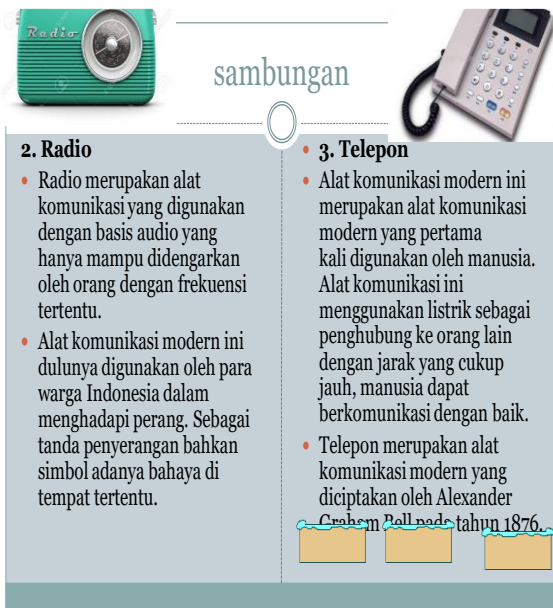 Radio
sambungan
2. Radio
• Radio merupakan alat
komunikasi yang digunakan
dengan basis audio yang
hanya mampu didengarkan
oleh orang dengan frekuensi
tertentu.
• Alat komunikasi modern ini
dulunya digunakan oleh para
warga Indonesia dalam
menghadapi perang. Sebagai
tanda penyerangan bahkan
simbol adanya bahaya di
tempat tertentu.
• 3. Telepon
• Alat komunikasi modern ini
merupakan alat komunikasi
modern yang pertama
kali digunakan oleh manusia.
Alat komunikasi ini
menggunakan listrik sebagai
penghubung ke orang lain
dengan jarak yang cukup
jauh, manusia dapat
berkomunikasi dengan baik.
• Telepon merupakan alat
komunikasi modern yang
diciptakan oleh Alexander
Graham Bell pada tahun 1876.